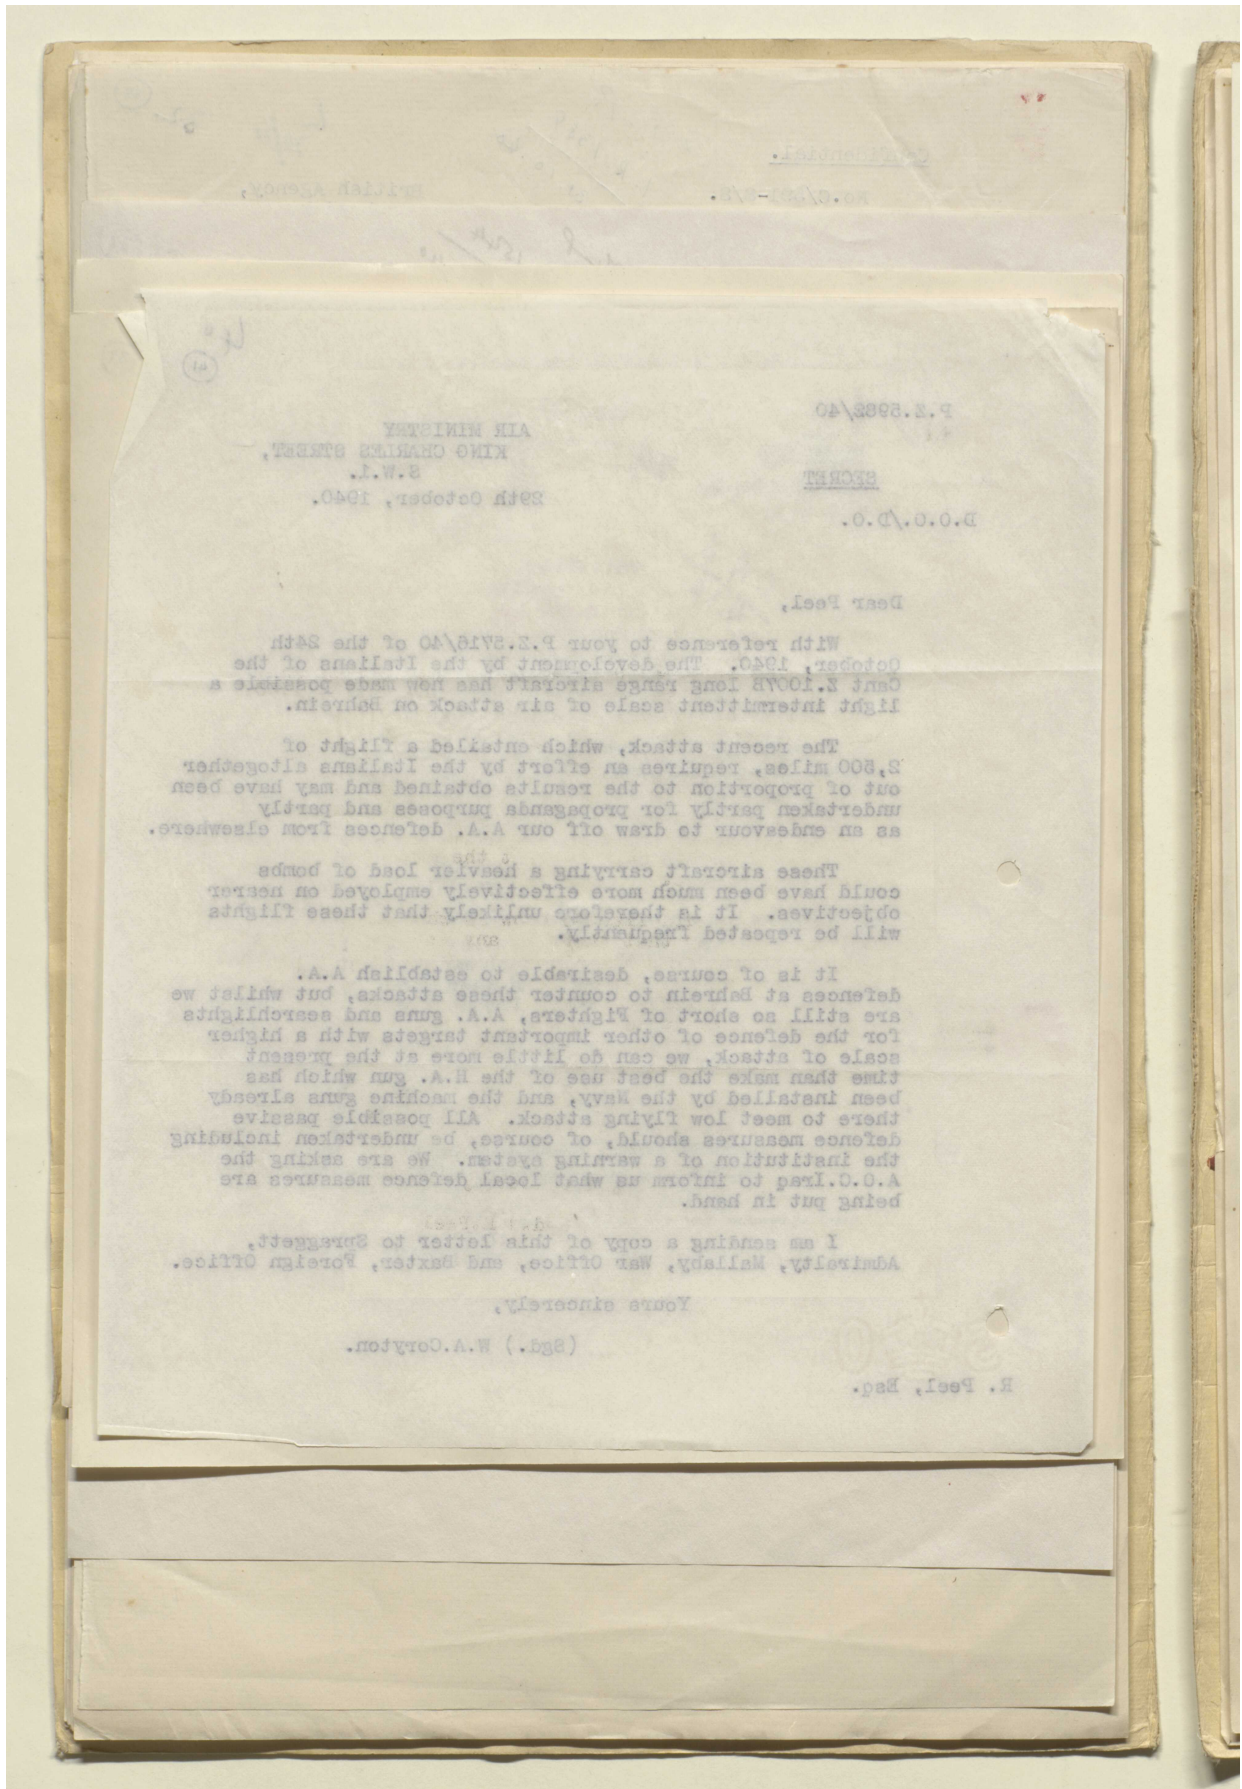 Confidential.
British Agency,
P.Z.5982/40
AIR MINISTRY
KING CHARLES STREET,
S.W.1.
29th October, 1940.
SECRET
D.O.O./D.O.
Dear Peel,
With reference to your P.Z.5716/40 of the 24th
October, 1940. The development by the Italians of the
Cant Z.1007B long range aircraft has now made possible a
light intermittent scale of air attack on Bahrein.
The recent attack, which entailed a flight of
2,500 miles, requires an effort by the Italians altogether
out of proportion to the results obtained and may have been
undertaken partly for propaganda purposes and partly
as an endeavour to draw off our A.A. defences from elsewhere.
These aircraft carrying a heavier load of bombs
could have been much more effectively employed on nearer
objectives. It is therefore unlikely that these flights
will be repeated frequently.
It is of course, desirable to establish A.A.
defences at Bahrein to counter these attacks, but whilst we
are still so short of Fighters, A.A. guns and searchlights
for the defence of other important targets with a higher
scale of attack, we can do little more at the present
time than make the best use of the H.A. gun which has
been installed by the Navy, and the machine guns already
there to meet low flying attack. All possible passive
defence measures should, of course, be undertaken including
the institution of a warning system. We are asking the
A.O.C.Iraq to inform us what local defence measures are
being put in hand.
I am sending a copy of this letter to Spraggett,
Admiralty, Mallaby, War Office, and Baxter, Foreign Office.
Yours sincerely,
(Sgd.) W.A.Coryton.
R. Peel, Esq.